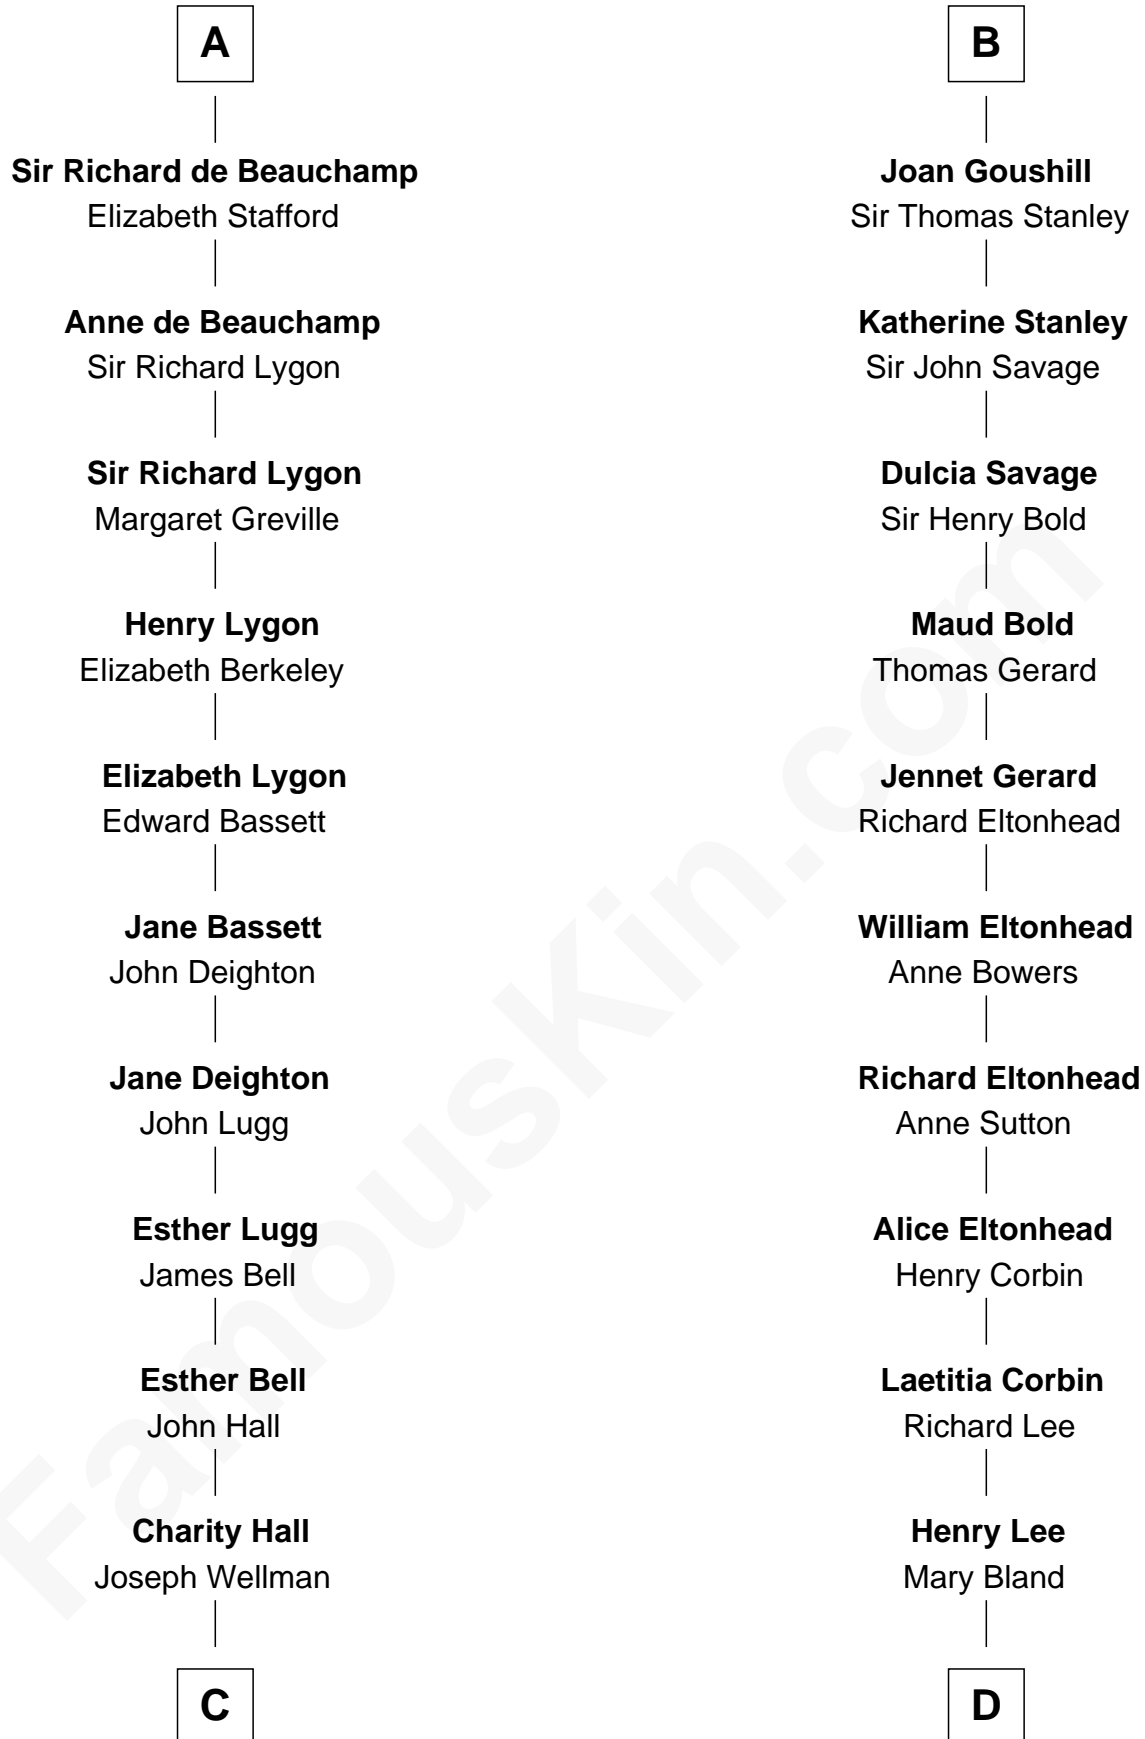 A
Sir Richard de Beauchamp
Elizabeth Stafford
Anne de Beauchamp
Sir Richard Lygon
Sir Richard Lygon
Margaret Greville
Henry Lygon
Elizabeth Berkeley
Elizabeth Lygon
Edward Bassett
Jane Bassett
John Deighton
Jane Deighton
John Lugg
Esther Lugg
James Bell
Esther Bell
John Hall
Charity Hall
Joseph Wellman
C
B
Joan Goushill
Sir Thomas Stanley
Katherine Stanley
Sir John Savage
Dulcia Savage
Sir Henry Bold
Maud Bold
Thomas Gerard
Jennet Gerard
Richard Eltonhead
William Eltonhead
Anne Bowers
Richard Eltonhead
Anne Sutton
Alice Eltonhead
Henry Corbin
Laetitia Corbin
Richard Lee
Henry Lee
Mary Bland
D
FamousKin.com